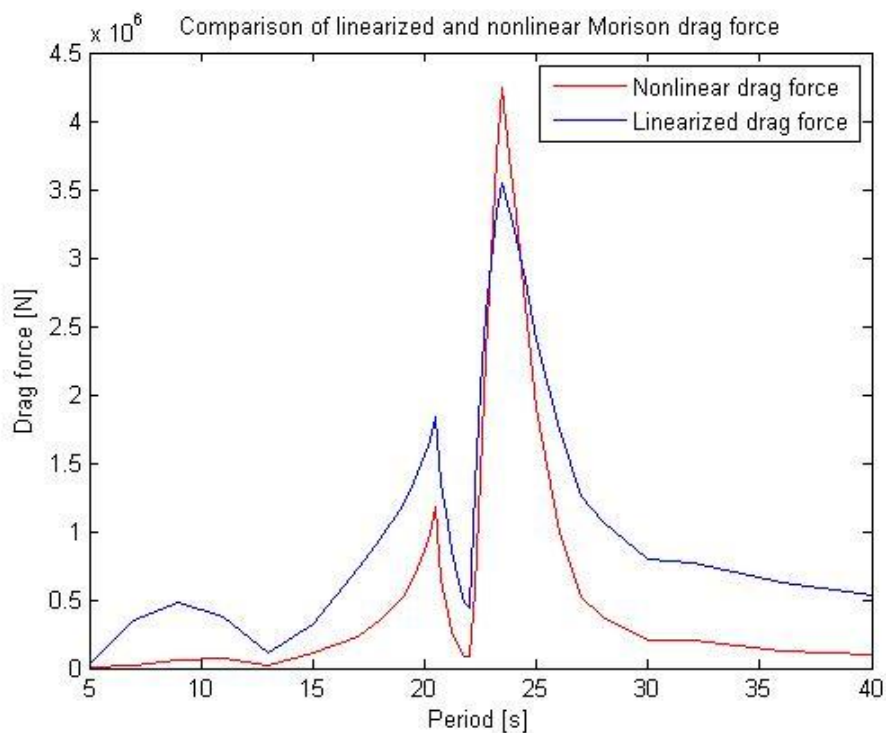 Comparison of linearized and nonlinear Morison drag force
x 10^6
4.5
4
3.5
3
2.5
2
1.5
1
0.5
0
Drag force [N]
Nonlinear drag force
Linearized drag force
5 10 15 20 25 30 35 40
Period [s]